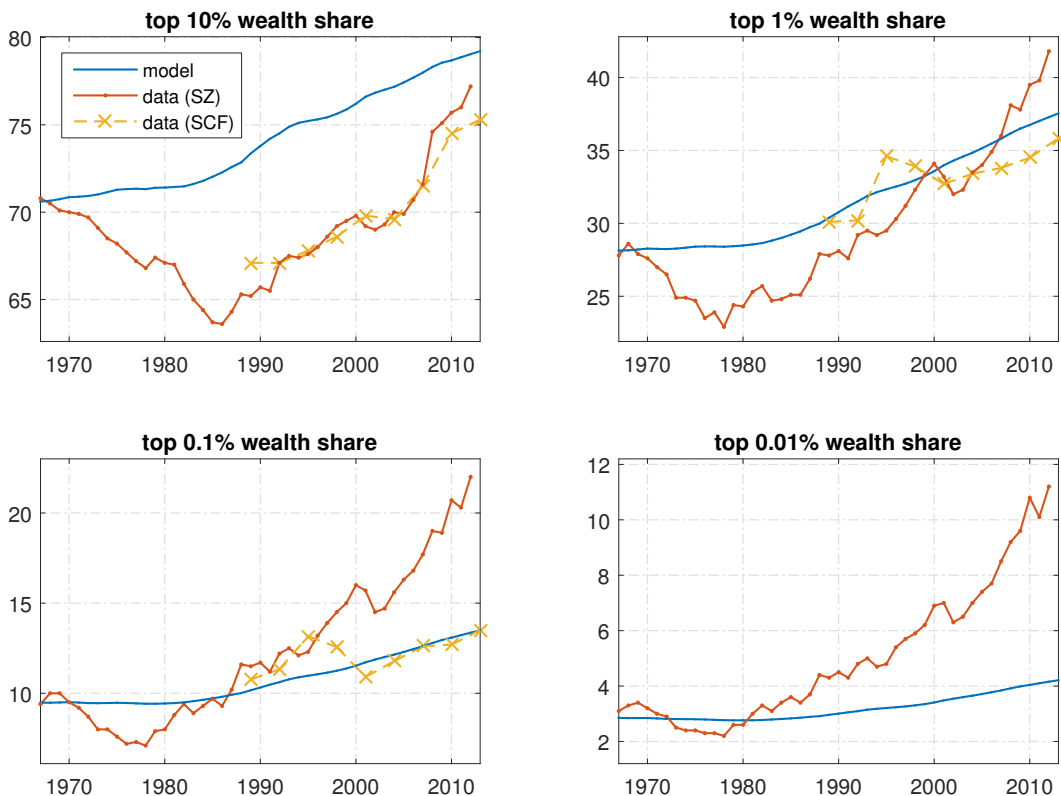 top 10% wealth share
80
75
70
65
model
data (SZ)
data (SCF)
1970 1980 1990 2000 2010
top 1% wealth share
40
35
30
25
1970 1980 1990 2000 2010
top 0.1% wealth share
20
15
10
1970 1980 1990 2000 2010
top 0.01% wealth share
12
10
8
6
4
2
1970 1980 1990 2000 2010